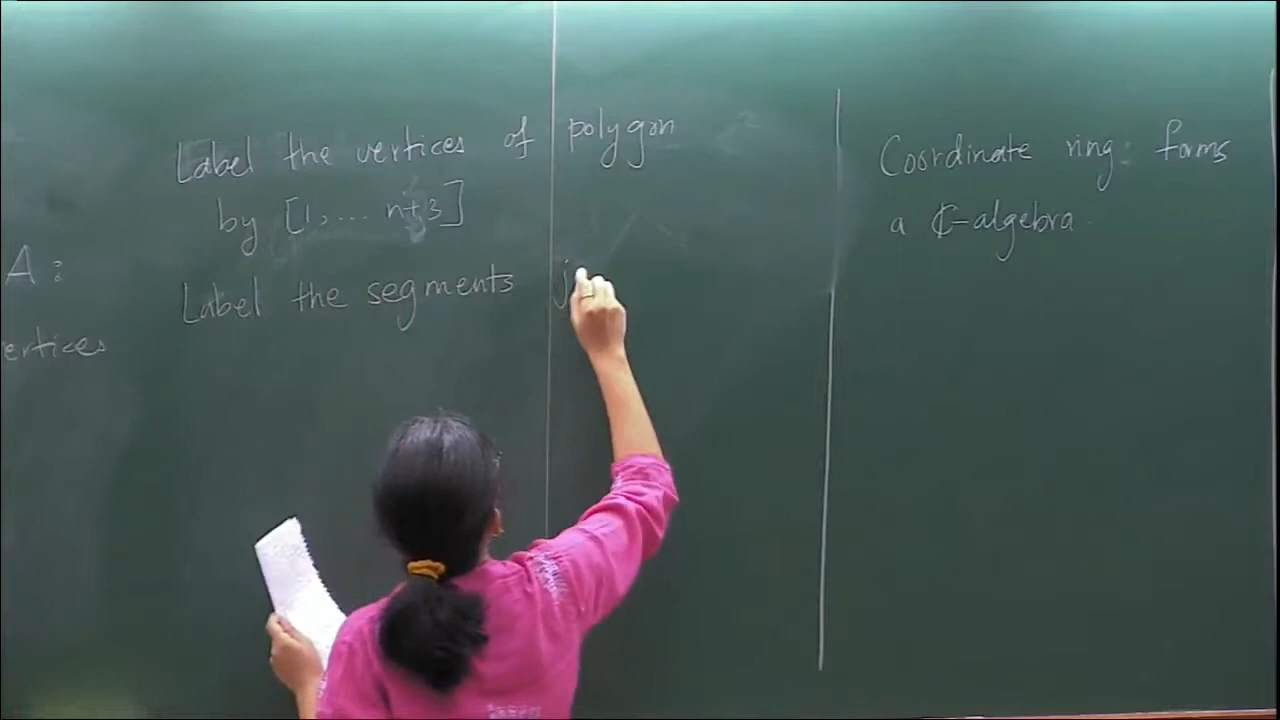 A:
ertices
Label the vertices of polygon
by [1,... n+3]
Label the segments j
Coordinate ring: forms
a ℂ-algebra.